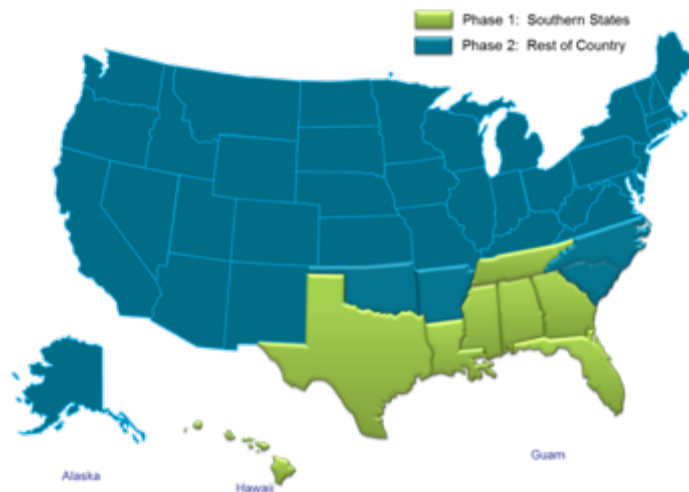 Phase 1: Southern States
Phase 2: Rest of Country
Guam
Alaska
Hawaii